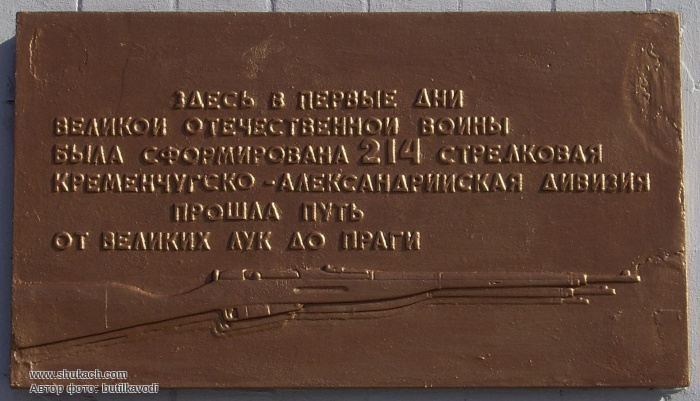 ЗДЕСЬ В ПЕРВЫЕ ДНИ
ВЕЛИКОЙ ОТЕЧЕСТВЕННОЙ ВОЙНЫ
БЫЛА СФОРМИРОВАНА 214 СТРЕЛКОВАЯ
КРЕМЕНЧУГСКО-АЛЕКСАНДРИЙСКАЯ ДИВИЗИЯ
ПРОШЛА ПУТЬ
ОТ ВЕЛИКИХ ЛУК ДО ПРАГИ
www.shukach.com
Автор фото: butilkavodi